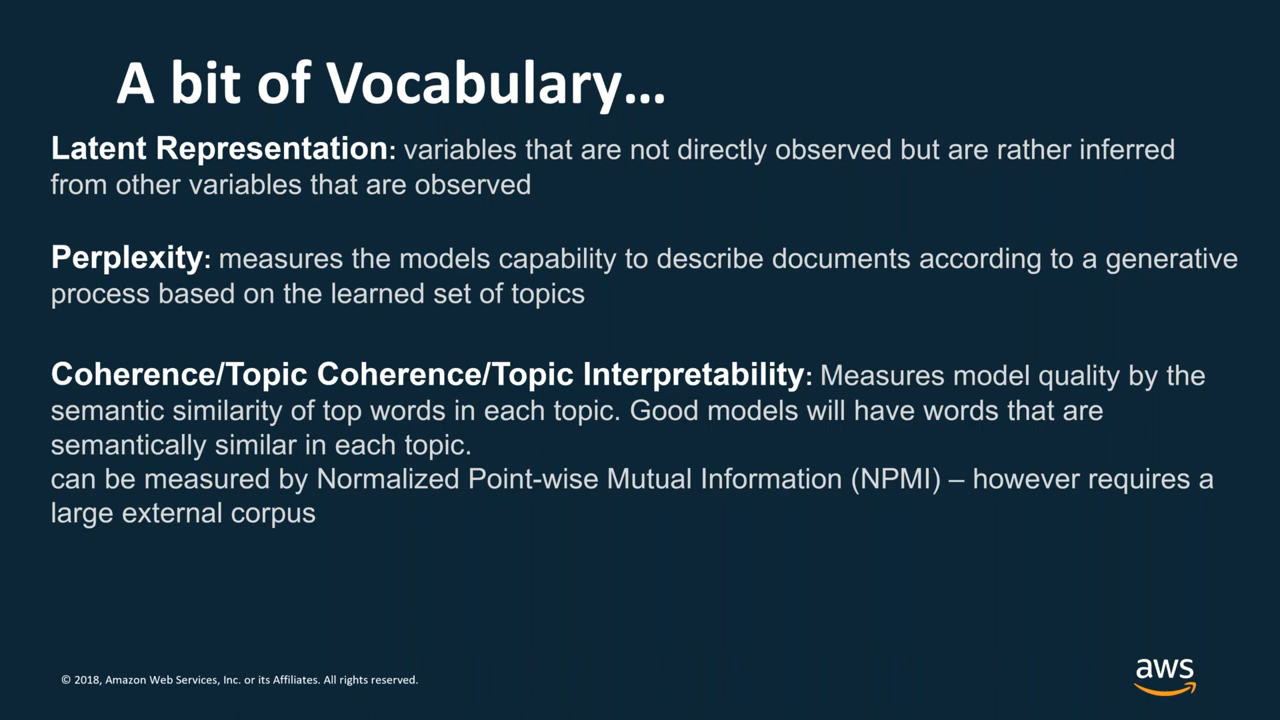 A bit of Vocabulary...
Latent Representation: variables that are not directly observed but are rather inferred
from other variables that are observed
Perplexity: measures the models capability to describe documents according to a generative
process based on the learned set of topics
Coherence/Topic Coherence/Topic Interpretability: Measures model quality by the
semantic similarity of top words in each topic. Good models will have words that are
semantically similar in each topic.
can be measured by Normalized Point-wise Mutual Information (NPMI) – however requires a
large external corpus
© 2018, Amazon Web Services, Inc. or its Affiliates. All rights reserved.
aws